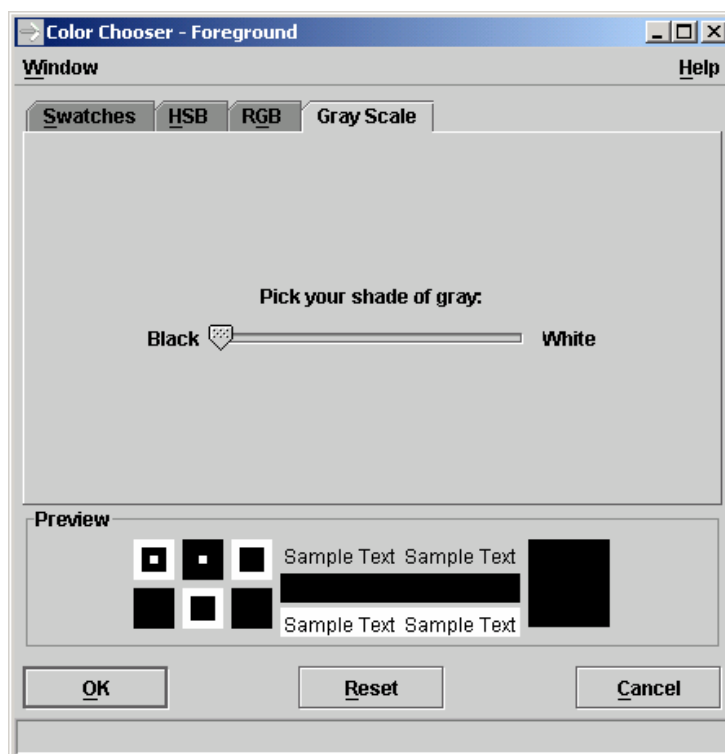 Color Chooser - Foreground
Window Help
Swatches HSB RGB Gray Scale
Pick your shade of gray:
Black White
Preview
Sample Text Sample Text
Sample Text Sample Text
OK Reset Cancel